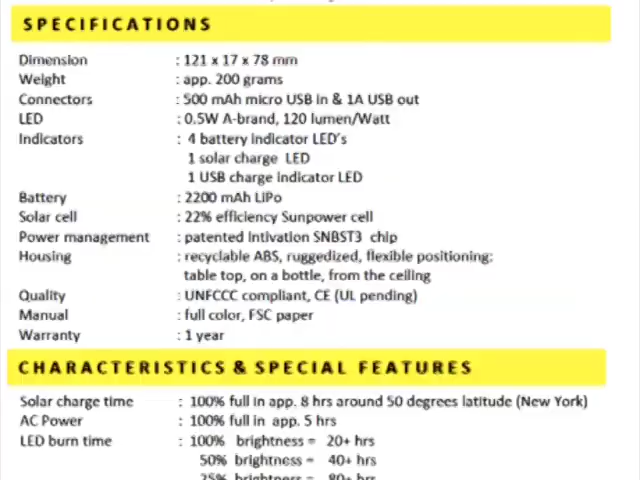 SPECIFICATIONS
Dimension : 121 x 17 x 78 mm
Weight : app. 200 grams
Connectors : 500 mAh micro USB in & 1A USB out
LED : 0.5W A-brand, 120 lumen/Watt
Indicators : 4 battery indicator LED's
1 solar charge LED
1 USB charge indicator LED
Battery : 2200 mAh LiPo
Solar cell : 22% efficiency Sunpower cell
Power management : patented Intivation SNBST3 chip
Housing : recyclable ABS, ruggedized, flexible positioning:
table top, on a bottle, from the ceiling
Quality : UNFCCC compliant, CE (UL pending)
Manual : full color, FSC paper
Warranty : 1 year
CHARACTERISTICS & SPECIAL FEATURES
Solar charge time : 100% full in app. 8 hrs around 50 degrees latitude (New York)
AC Power : 100% full in app. 5 hrs
LED burn time : 100% brightness = 20+ hrs
50% brightness = 40+ hrs
25% brightness = 80+ hrs